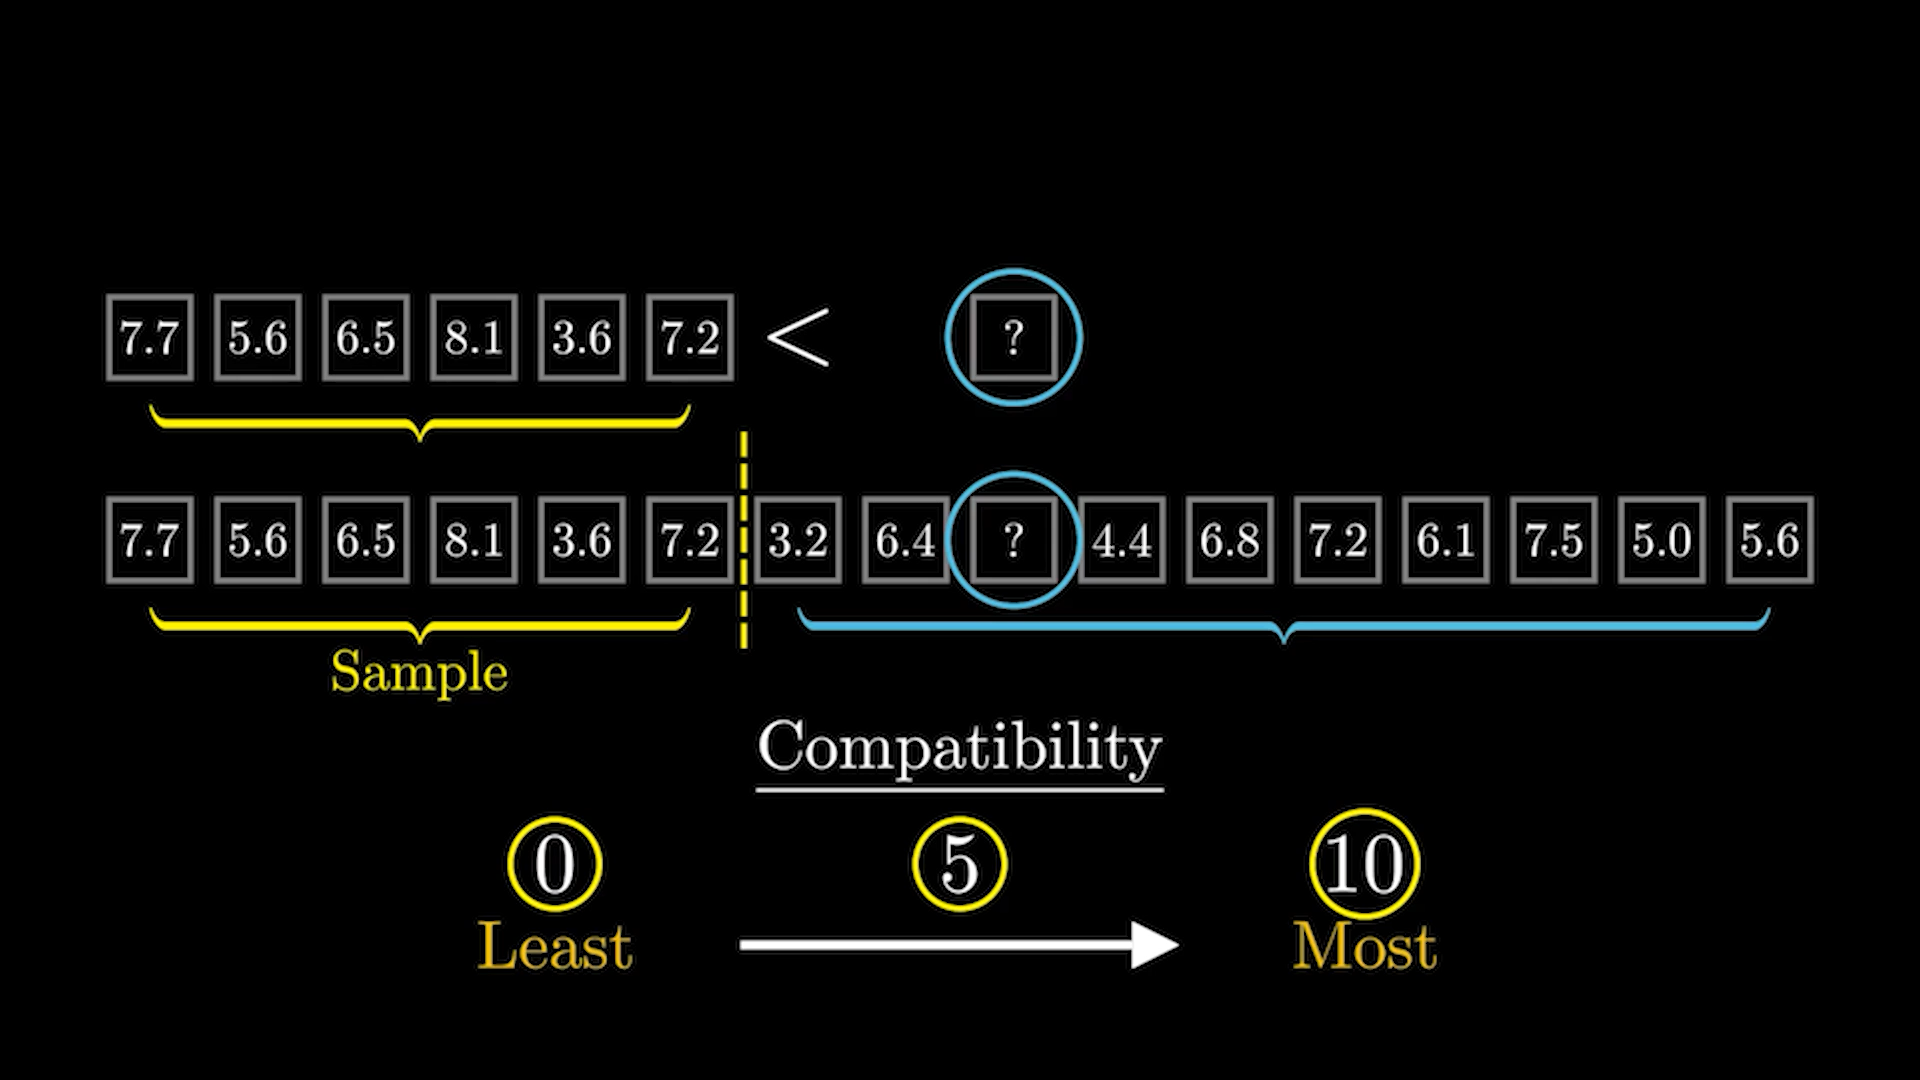 7.7 5.6 6.5 8.1 3.6 7.2 < ?
7.7 5.6 6.5 8.1 3.6 7.2 3.2 6.4 ? 4.4 6.8 7.2 6.1 7.5 5.0 5.6
Sample
Compatibility
0 5 10
Least Most